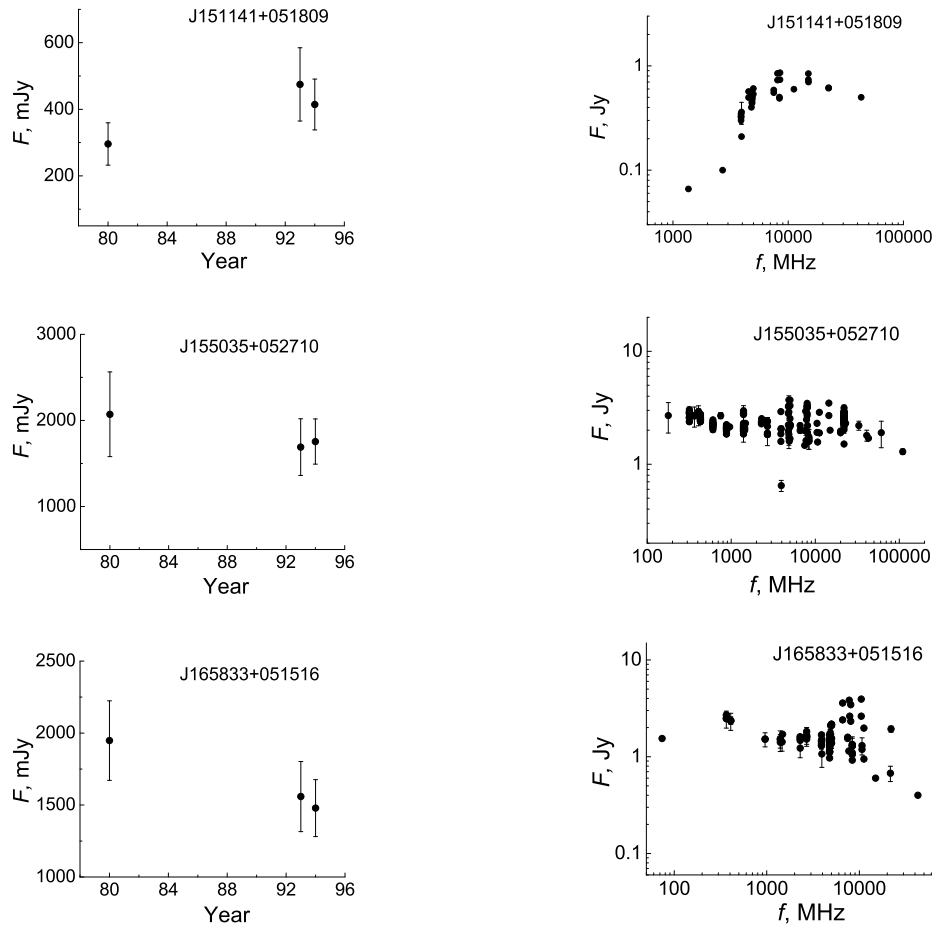 J151141+051809
600
400
200
F, mJy
80 84 88 92 96
Year
J151141+051809
1
0.1
F, Jy
1000 10000 100000
f, MHz
J155035+052710
3000
2000
1000
F, mJy
80 84 88 92 96
Year
J155035+052710
10
1
F, Jy
100 1000 10000 100000
f, MHz
J165833+051516
2500
2000
1500
1000
F, mJy
80 84 88 92 96
Year
J165833+051516
10
1
0.1
F, Jy
100 1000 10000
f, MHz